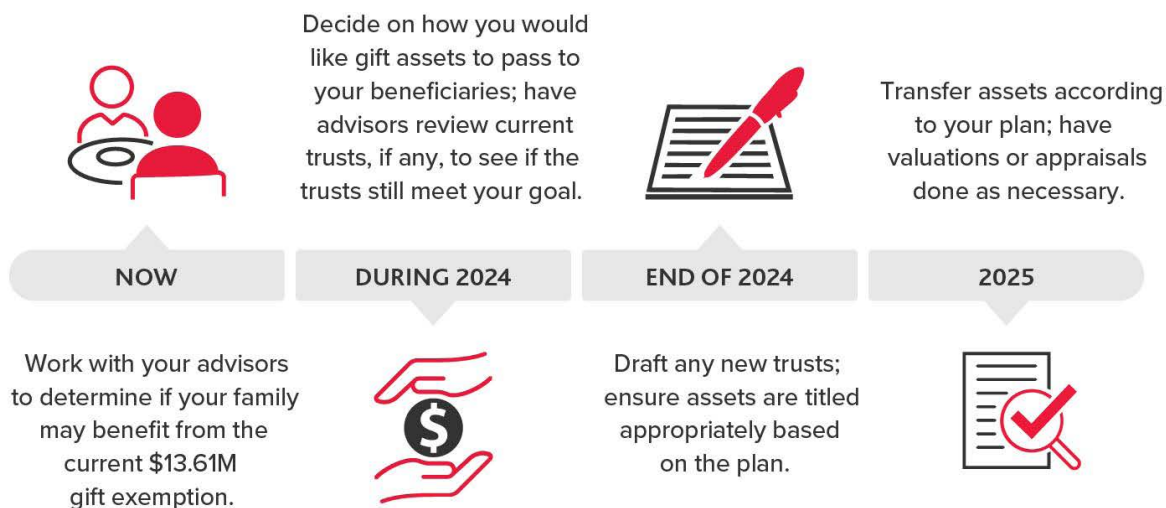 Decide on how you would
like gift assets to pass to
your beneficiaries; have
advisors review current
trusts, if any, to see if the
trusts still meet your goal.
Transfer assets according
to your plan; have
valuations or appraisals
done as necessary.
NOW
DURING 2024
END OF 2024
2025
Work with your advisors
to determine if your family
may benefit from the
current $13.61M
gift exemption.
$
Draft any new trusts;
ensure assets are titled
appropriately based
on the plan.